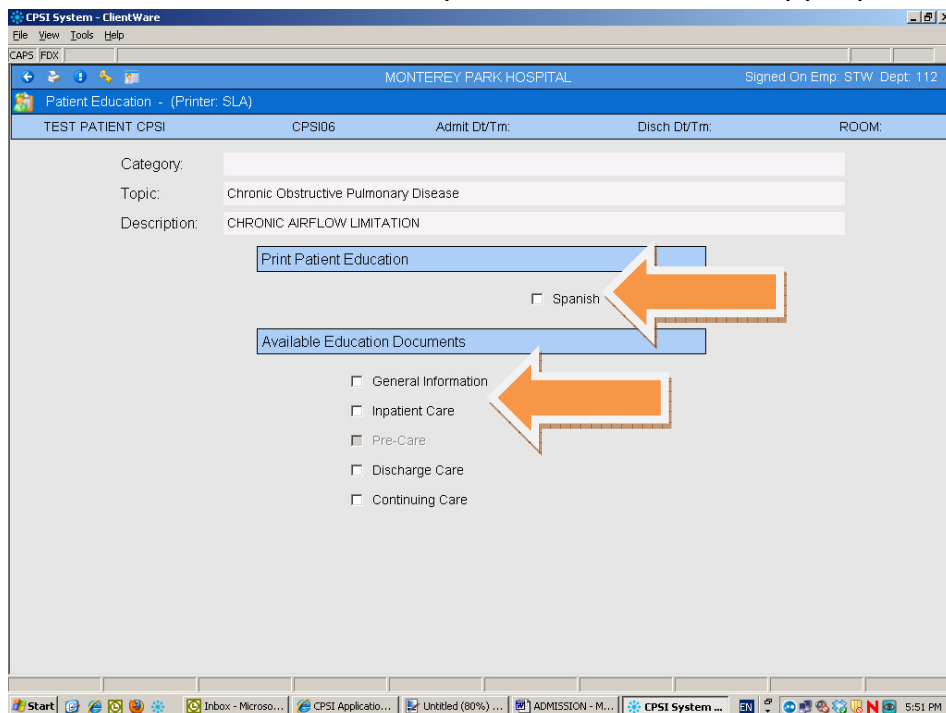 CPSI System - ClientWare
File View Tools Help
CAPS FDX
MONTEREY PARK HOSPITAL Signed On Emp: STW Dept: 112
Patient Education - (Printer: SLA)
TEST PATIENT CPSI CPSI06 Admit Dt/Tm: Disch Dt/Tm: ROOM:
Category:
Topic: Chronic Obstructive Pulmonary Disease
Description: CHRONIC AIRFLOW LIMITATION
Print Patient Education
Spanish
Available Education Documents
General Information
Inpatient Care
Pre-Care
Discharge Care
Continuing Care
Start Inbox - Microso... CPSI Applicatio... Untitled (80%) ... ADMISSION - M... CPSI System ... EN 5:51 PM